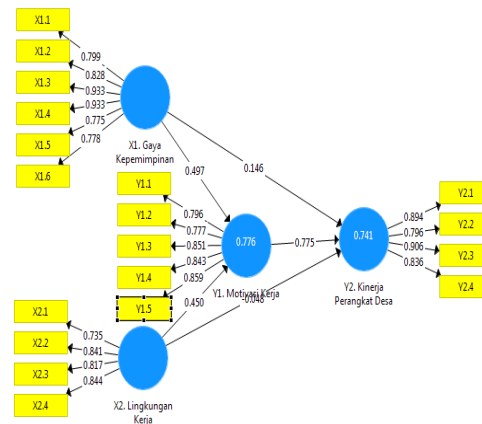 X1.1
X1.2
X1.3
X1.4
X1.5
X1.6
0.799
0.828
0.933
0.933
0.775
0.778
X1. Gaya
Kepemimpinan
0.497
0.146
Y1.1
Y1.2
Y1.3
Y1.4
Y1.5
0.796
0.777
0.851
0.843
0.859
0.776
Y1. Motivasi Kerja
0.775
0.741
Y2. Kinerja
Perangkat Desa
0.894
0.796
0.906
0.836
Y2.1
Y2.2
Y2.3
Y2.4
0.450
-0.048
X2.1
X2.2
X2.3
X2.4
0.735
0.841
0.817
0.844
X2. Lingkungan
Kerja